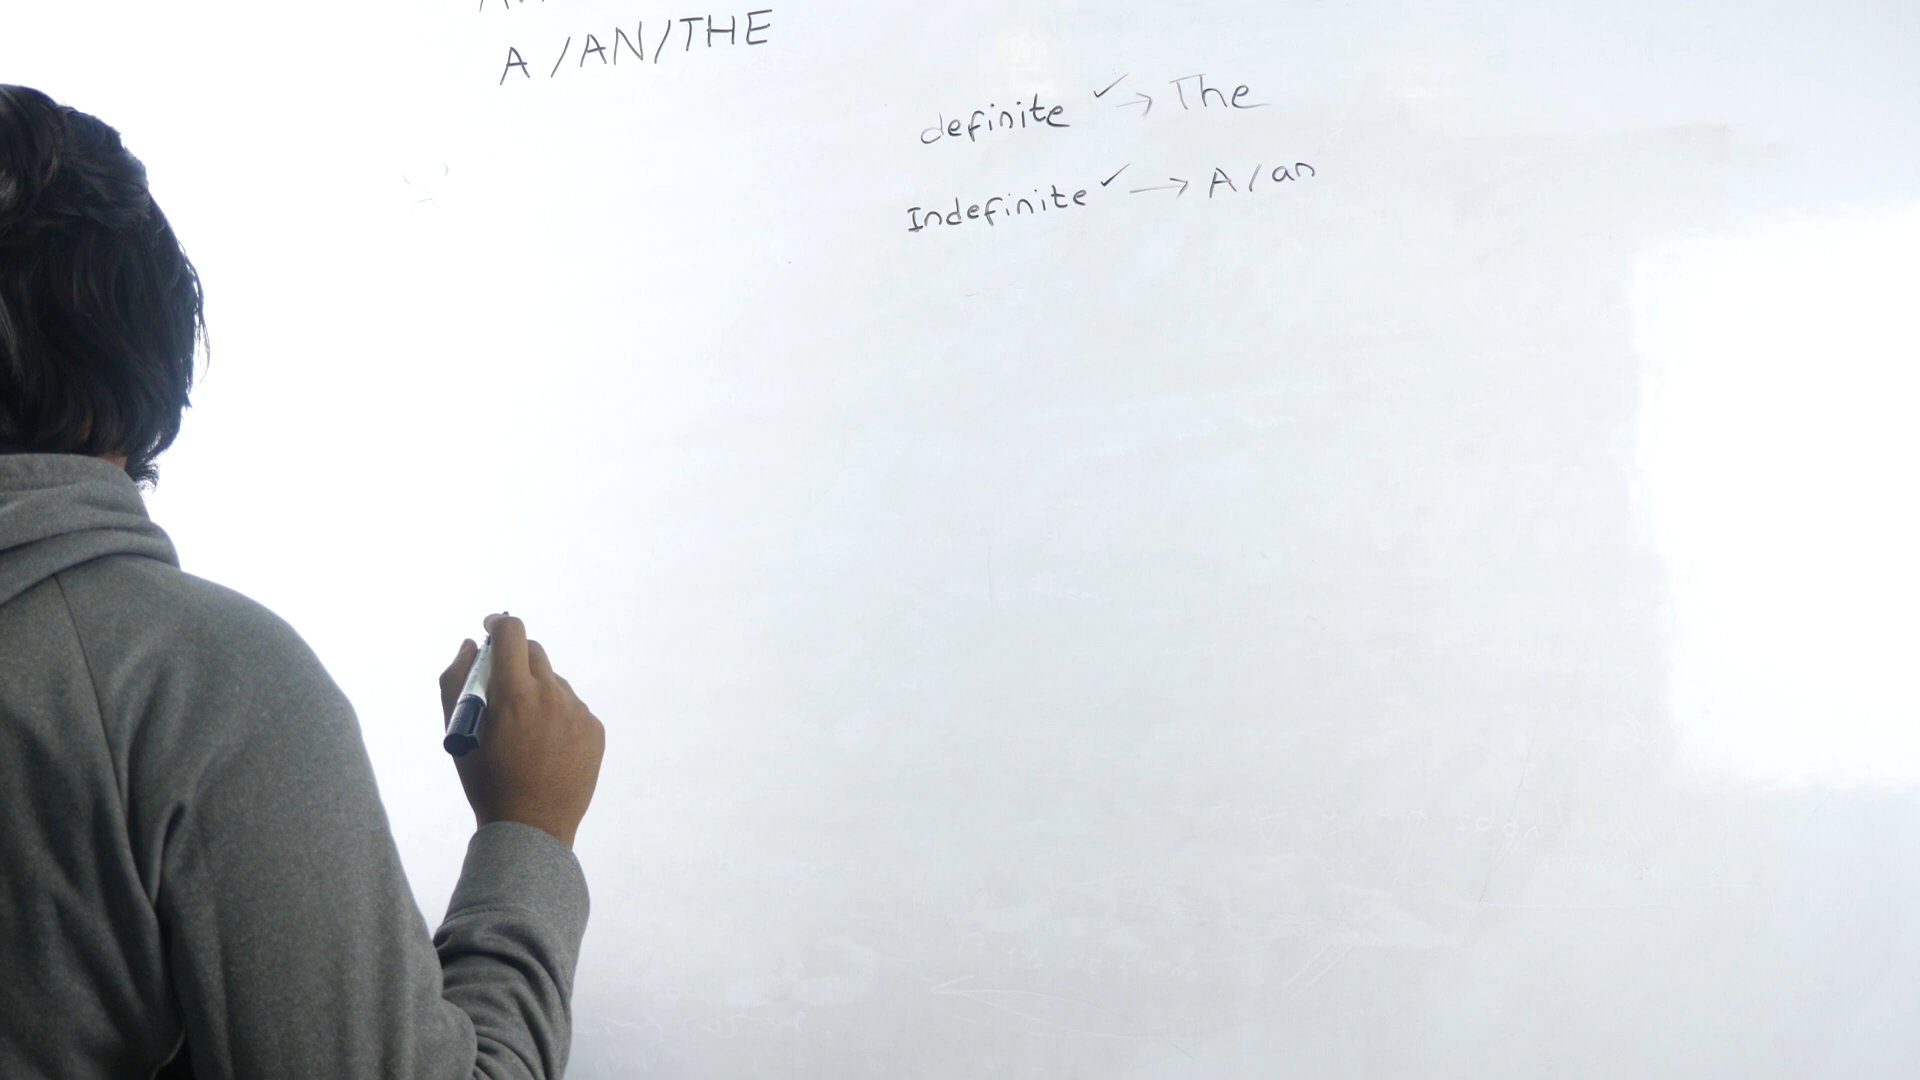 A /AN/THE
definite ✓→ The
Indefinite ✓ → A/an